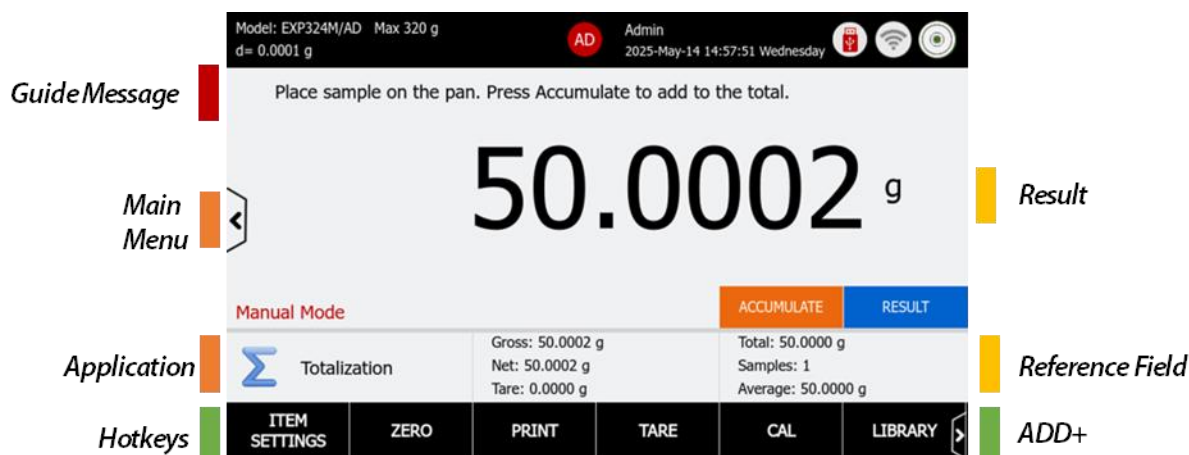 Model: EXP324M/AD Max 320 g
d= 0.0001 g
AD
Admin
2025-May-14 14:57:51 Wednesday
Guide Message
Place sample on the pan. Press Accumulate to add to the total.
50.0002 g
Main
Menu
Result
Manual Mode
ACCUMULATE
RESULT
Application
Totalization
Gross: 50.0002 g
Net: 50.0002 g
Tare: 0.0000 g
Total: 50.0000 g
Samples: 1
Average: 50.0000 g
Reference Field
Hotkeys
ITEM
SETTINGS
ZERO
PRINT
TARE
CAL
LIBRARY
ADD+